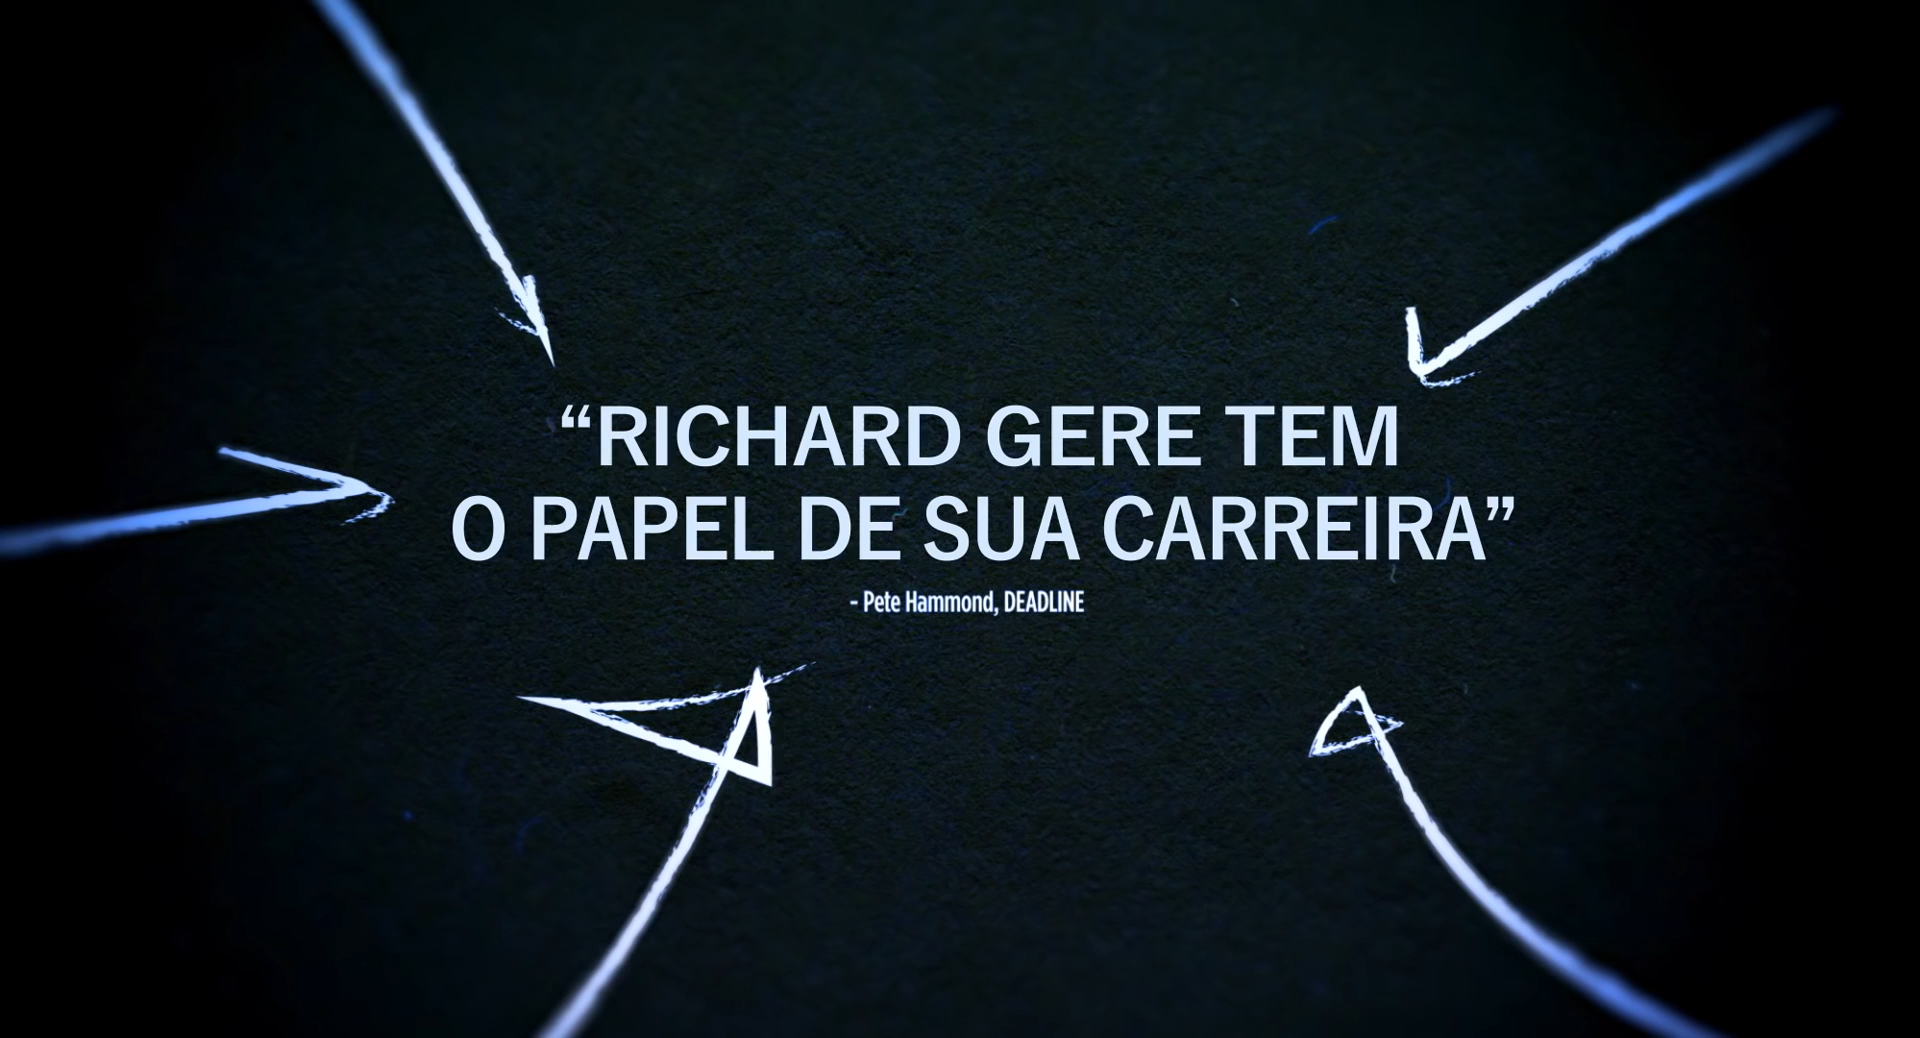 “RICHARD GERE TEM
O PAPEL DE SUA CARREIRA”
- Pete Hammond, DEADLINE